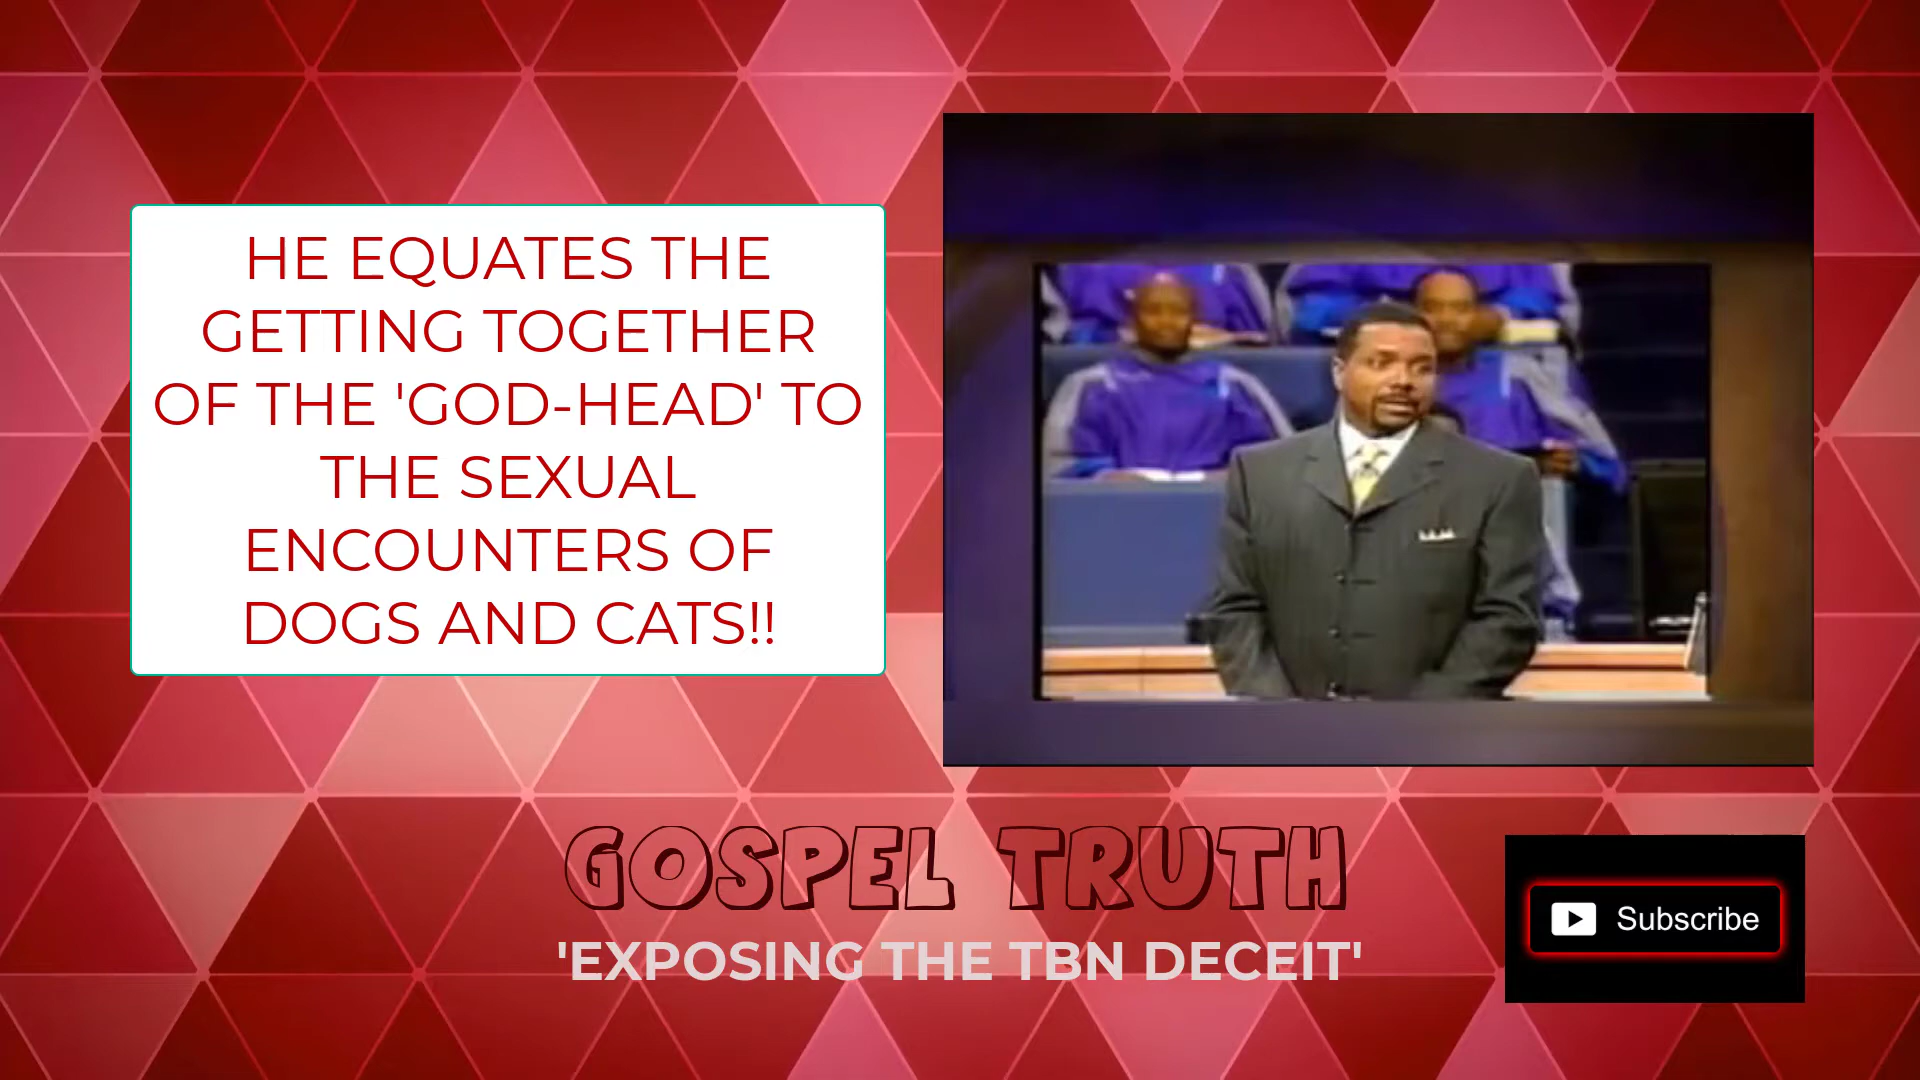 HE EQUATES THE
GETTING TOGETHER
OF THE 'GOD-HEAD' TO
THE SEXUAL
ENCOUNTERS OF
DOGS AND CATS!!
GOSPEL TRUTH
'EXPOSING THE TBN DECEIT'
Subscribe